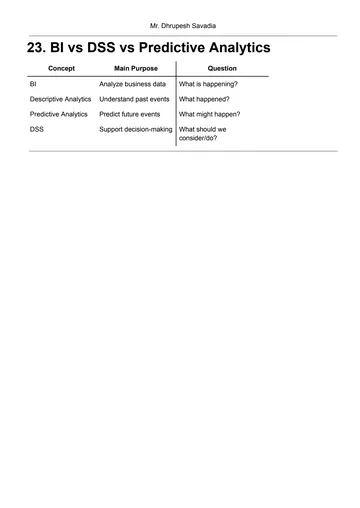 Mr. Dhrupesh Savadia
23. BI vs DSS vs Predictive Analytics
Concept Main Purpose Question
BI Analyze business data What is happening?
Descriptive Analytics Understand past events What happened?
Predictive Analytics Predict future events What might happen?
DSS Support decision-making What should we
consider/do?